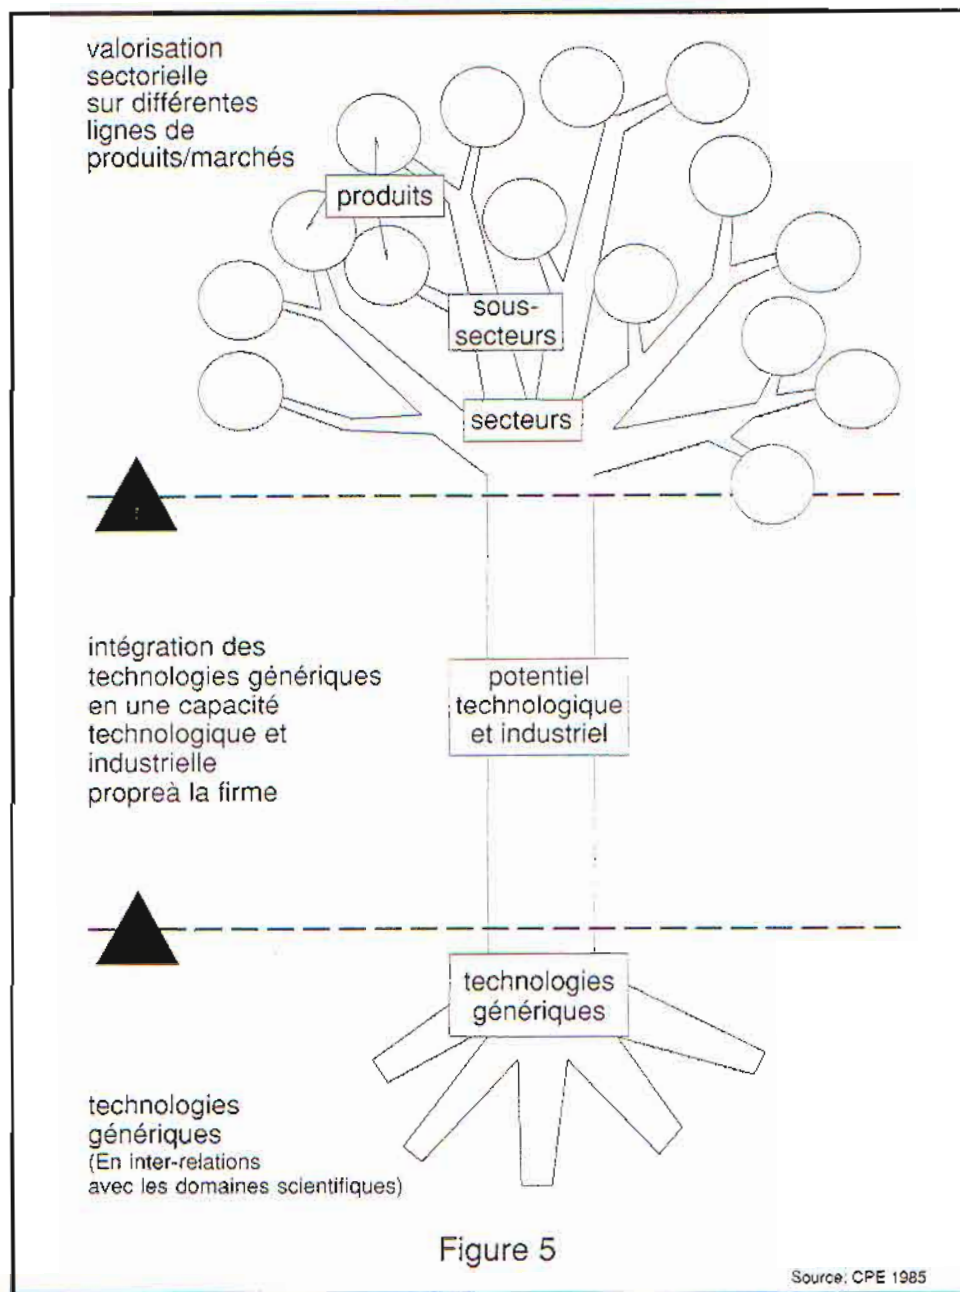 valorisation
sectorielle
sur différentes
lignes de
produits/marchés
produits
sous-
secteurs
secteurs
intégration des
technologies génériques
en une capacité
technologique et
industrielle
propreà la firme
potentiel
technologique
et industriel
technologies
génériques
technologies
génériques
(En inter-relations
avec les domaines scientifiques)
Figure 5
Source: CPE 1985